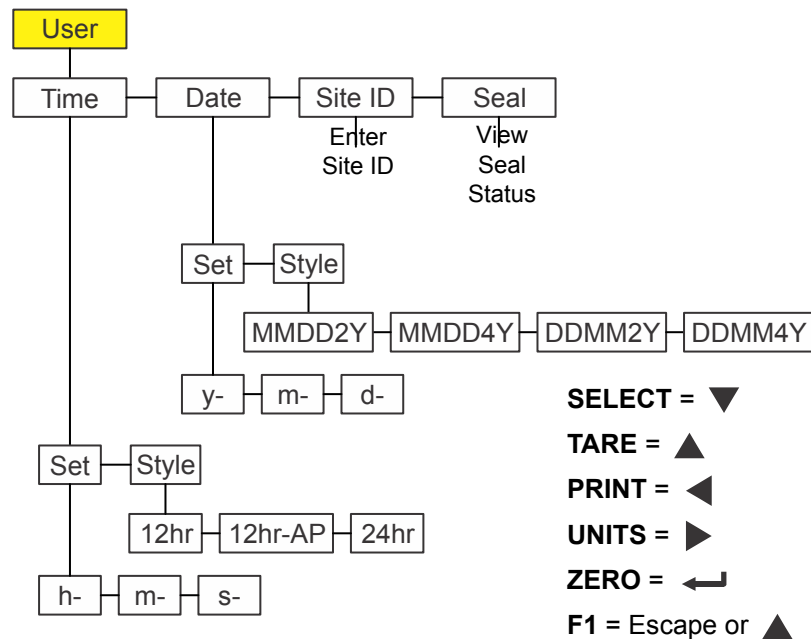 User
Time Date Site ID Seal
Enter
Site ID
View
Seal
Status
Set Style
MMDD2Y MMDD4Y DDMM2Y DDMM4Y
y- m- d-
Set Style
12hr 12hr-AP 24hr
h- m- s-
SELECT = ▼
TARE = ▲
PRINT = ◀
UNITS = ▶
ZERO = ↵
F1 = Escape or ▲